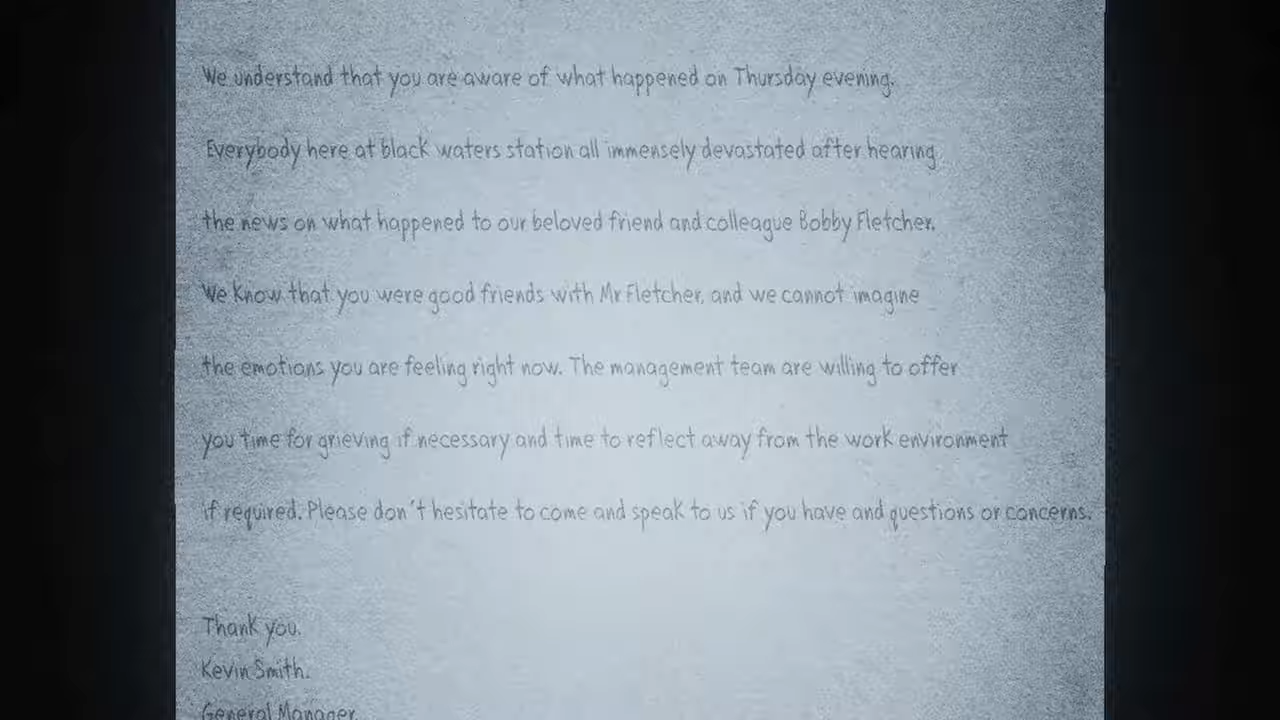 We understand that you are aware of what happened on Thursday evening.
Everybody here at black waters station all immensely devastated after hearing
the news on what happened to our beloved friend and colleague Bobby Fletcher.
We Know that you were good friends with Mr Fletcher, and we cannot imagine
the emotions you are feeling right now. The management team are willing to offer
you time for grieving if necessary and time to reflect away from the work environment
if required. Please don't hesitate to come and speak to us if you have and questions or concerns.
Thank you.
Kevin Smith.
General Manager.